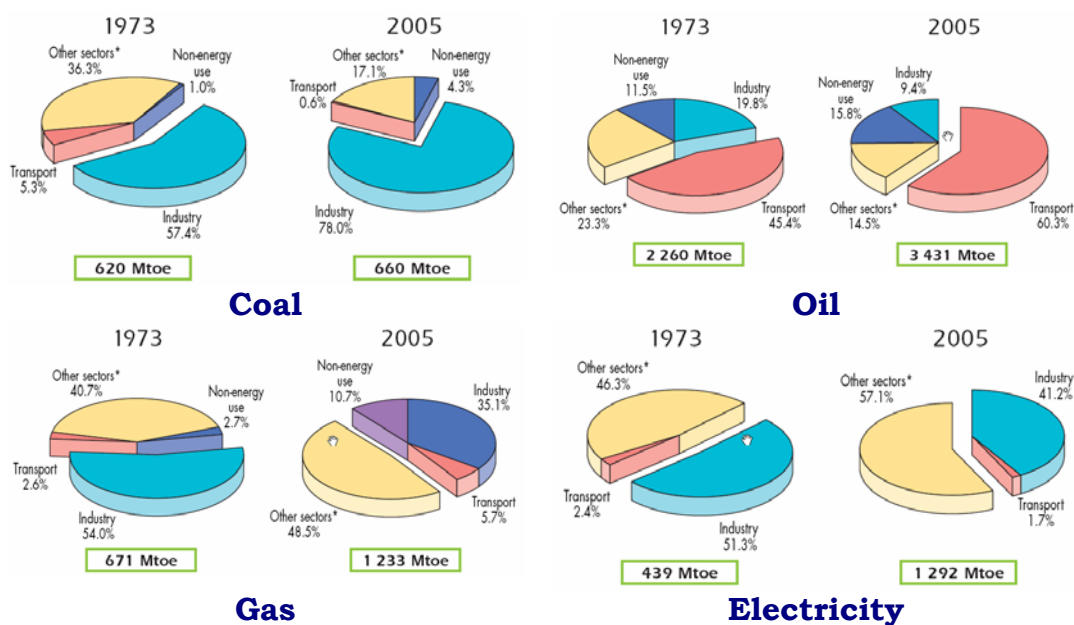 1973
Other sectors*
36.3%
Non-energy
use
1.0%
Transport
5.3%
Industry
57.4%
620 Mtoe
2005
Other sectors*
17.1%
Non-energy
use
4.3%
Transport
0.6%
Industry
78.0%
660 Mtoe
Coal
1973
Non-energy
use
11.5%
Industry
19.8%
Other sectors*
23.3%
Transport
45.4%
2 260 Mtoe
2005
Industry
9.4%
Non-energy
use
15.8%
Other sectors*
14.5%
Transport
60.3%
3 431 Mtoe
Oil
1973
Other sectors*
40.7%
Non-energy
use
2.7%
Transport
2.6%
Industry
54.0%
671 Mtoe
2005
Non-energy
use
10.7%
Industry
35.1%
Other sectors*
48.5%
Transport
5.7%
1 233 Mtoe
Gas
1973
Other sectors*
46.3%
Transport
2.4%
Industry
51.3%
439 Mtoe
2005
Other sectors*
57.1%
Industry
41.2%
Transport
1.7%
1 292 Mtoe
Electricity